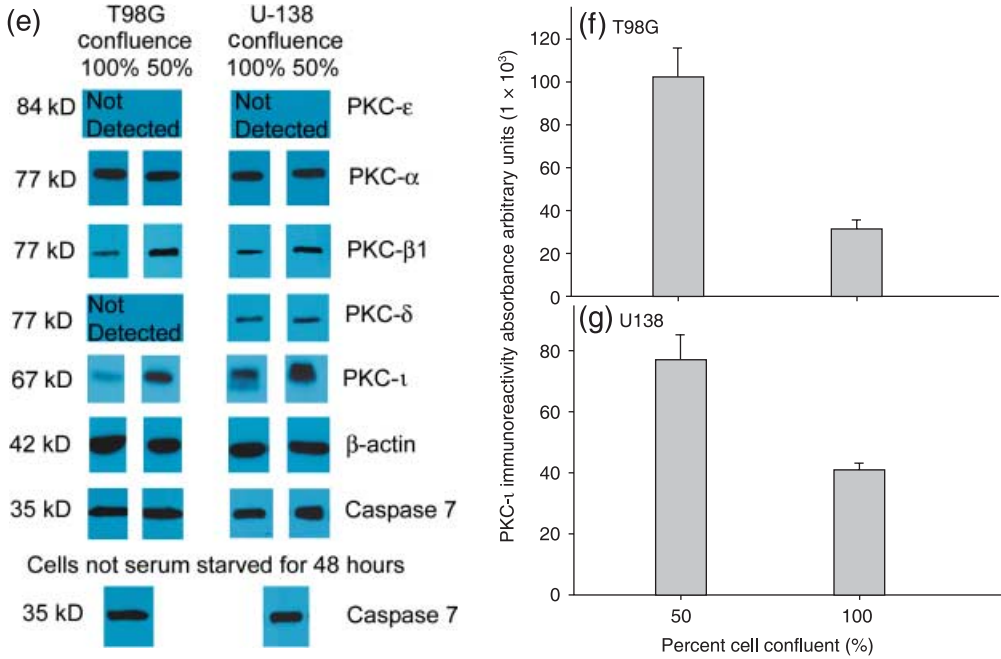 (e)
T98G
confluence
100% 50%
U-138
confluence
100% 50%
84 kD
Not
Detected
Not
Detected
PKC-ε
77 kD
PKC-α
77 kD
PKC-β1
77 kD
Not
Detected
PKC-δ
67 kD
PKC-ι
42 kD
β-actin
35 kD
Caspase 7
Cells not serum starved for 48 hours
35 kD
Caspase 7
PKC-ι immunoreactivity absorbance arbitrary units (1 × 10³)
(f) T98G
120
100
80
60
40
20
0
(g) U138
80
60
40
20
0
50
100
Percent cell confluent (%)